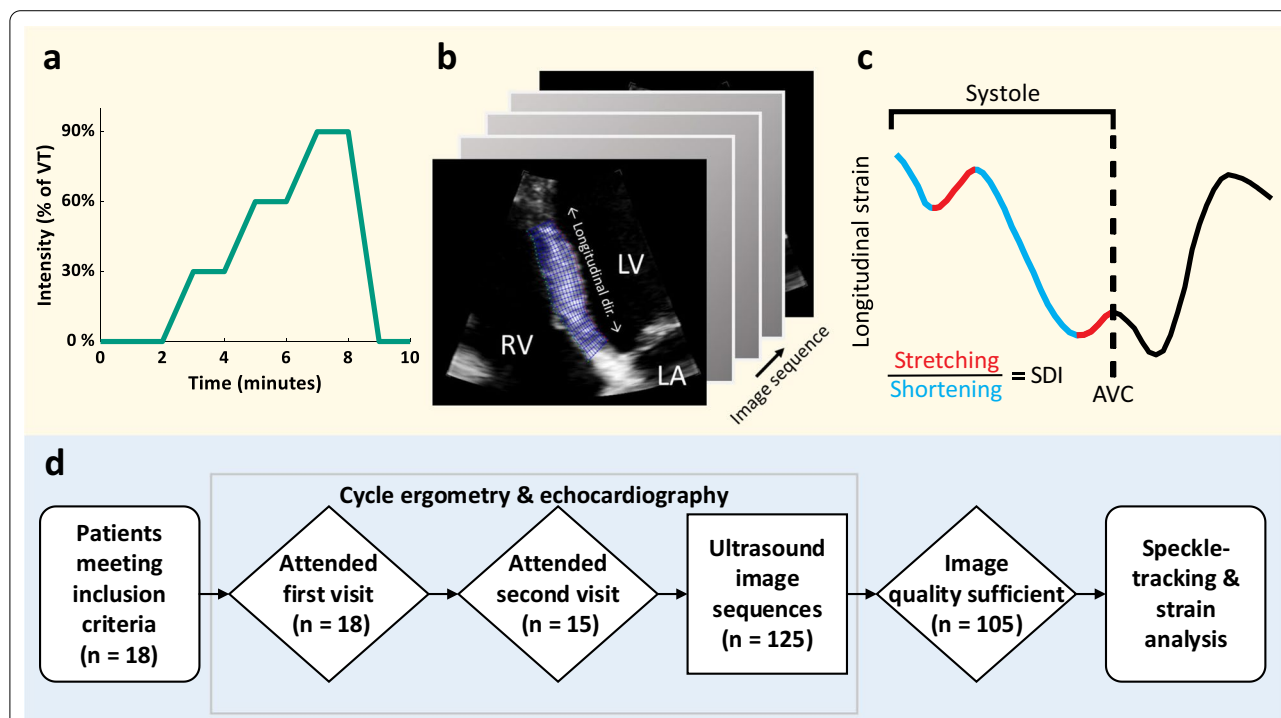 a
Intensity (% of VT)
90%
60%
30%
0 %
0
2
4
6
8
10
Time (minutes)
b
Longitudinal dir.
LV
RV
LA
Image sequence
c
Systole
Longitudinal strain
Stretching
Shortening
= SDI
AVC
d
Cycle ergometry & echocardiography
Patients
meeting
inclusion
criteria
(n = 18)
Attended
first visit
(n = 18)
Attended
second visit
(n = 15)
Ultrasound
image
sequences
(n = 125)
Image
quality sufficient
(n = 105)
Speckle-
tracking &
strain
analysis